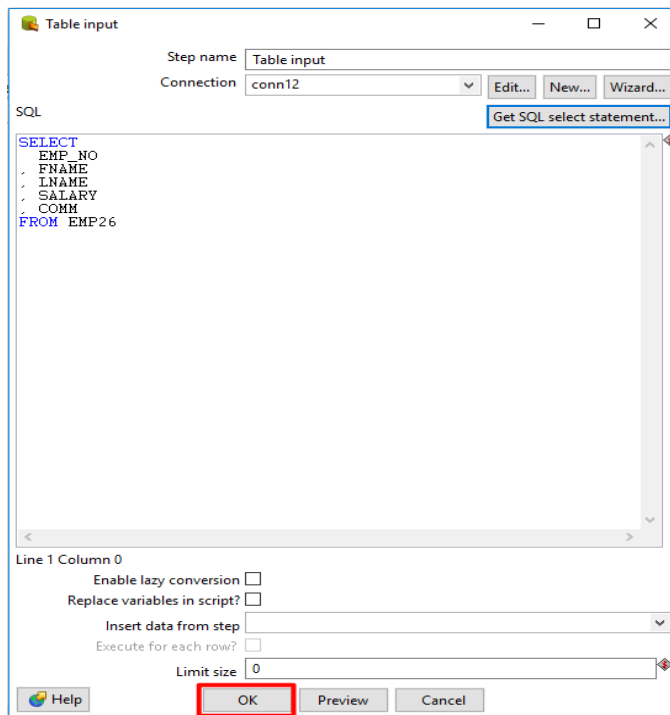 Table input
Step name Table input
Connection conn12 Edit... New... Wizard...
SQL Get SQL select statement...
SELECT
EMP_NO
, FNAME
, LNAME
, SALARY
, COMM
FROM EMP26
Line 1 Column 0
Enable lazy conversion
Replace variables in script?
Insert data from step
Execute for each row?
Limit size 0
Help OK Preview Cancel